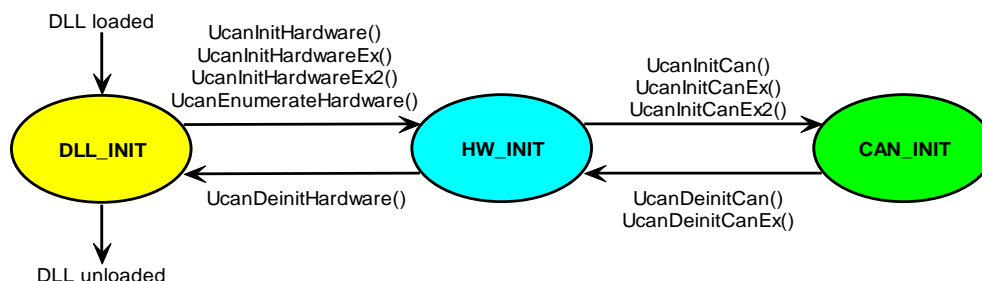 DLL loaded
UcanInitHardware()
UcanInitHardwareEx()
UcanInitHardwareEx2()
UcanEnumerateHardware()
UcanInitCan()
UcanInitCanEx()
UcanInitCanEx2()
DLL_INIT
HW_INIT
CAN_INIT
UcanDeinitHardware()
UcanDeinitCan()
UcanDeinitCanEx()
DLL unloaded